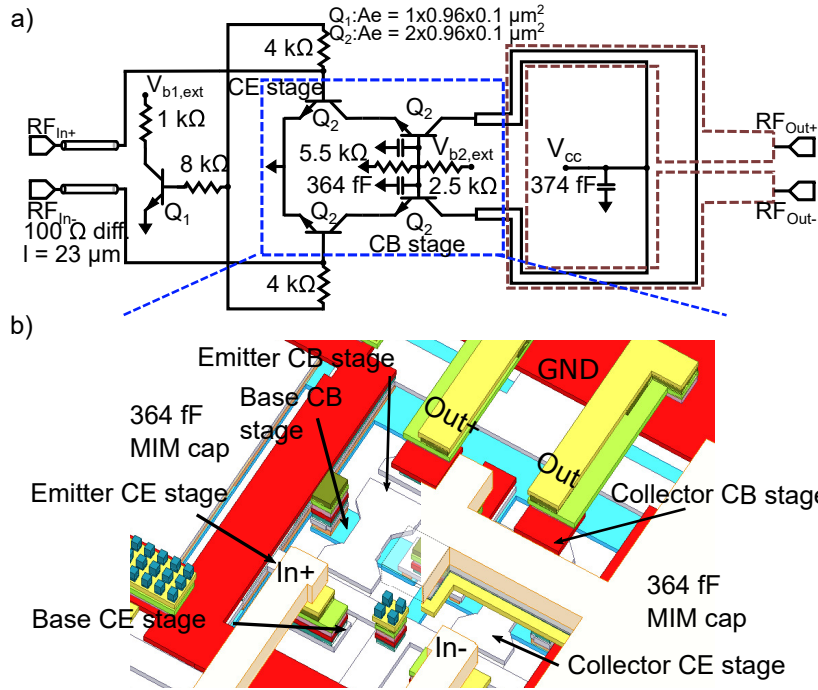 a)
Q1:Ae = 1x0.96x0.1 µm²
Q2:Ae = 2x0.96x0.1 µm²
4 kΩ
Vb1,ext
CE stage
RFIn+
1 kΩ
Q2
Q2
RFOut+
8 kΩ
5.5 kΩ
Vb2,ext
Vcc
364 fF
2.5 kΩ
374 fF
RFIn-
Q1
Q2
Q2
RFOut-
100 Ω diff.
l = 23 µm
CB stage
4 kΩ
b)
Emitter CB stage
GND
364 fF
MIM cap
Base CB
stage
Out+
Out
Emitter CE stage
Collector CB stage
In+
364 fF
MIM cap
Base CE stage
In-
Collector CE stage